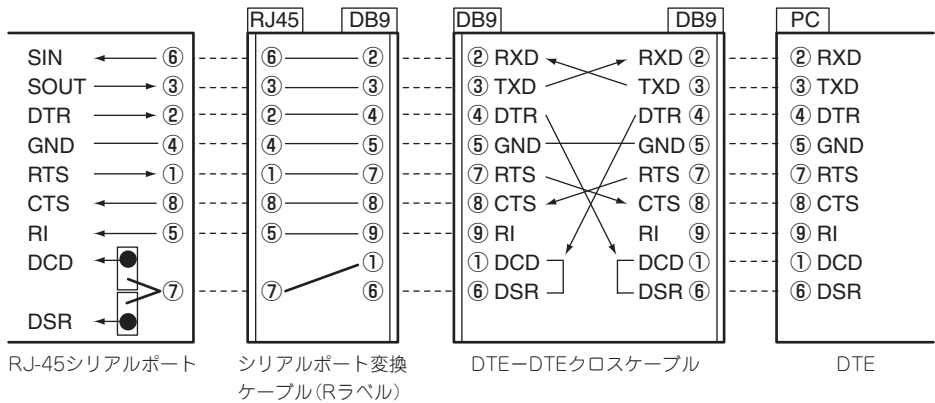 RJ45 DB9 DB9 DB9 PC
SIN ⑥ ⑥ ② ② RXD RXD ② ② RXD
SOUT ③ ③ ③ ③ TXD TXD ③ ③ TXD
DTR ② ② ④ ④ DTR DTR ④ ④ DTR
GND ④ ④ ⑤ ⑤ GND GND ⑤ ⑤ GND
RTS ① ① ⑦ ⑦ RTS RTS ⑦ ⑦ RTS
CTS ⑧ ⑧ ⑧ ⑧ CTS CTS ⑧ ⑧ CTS
RI ⑤ ⑤ ⑨ ⑨ RI RI ⑨ ⑨ RI
DCD ① ① DCD DCD ① ① DCD
⑦ ⑦ ⑥ ⑥ DSR DSR ⑥ ⑥ DSR
DSR
RJ-45シリアルポート シリアルポート変換 DTE−DTEクロスケーブル DTE
ケーブル(Rラベル)